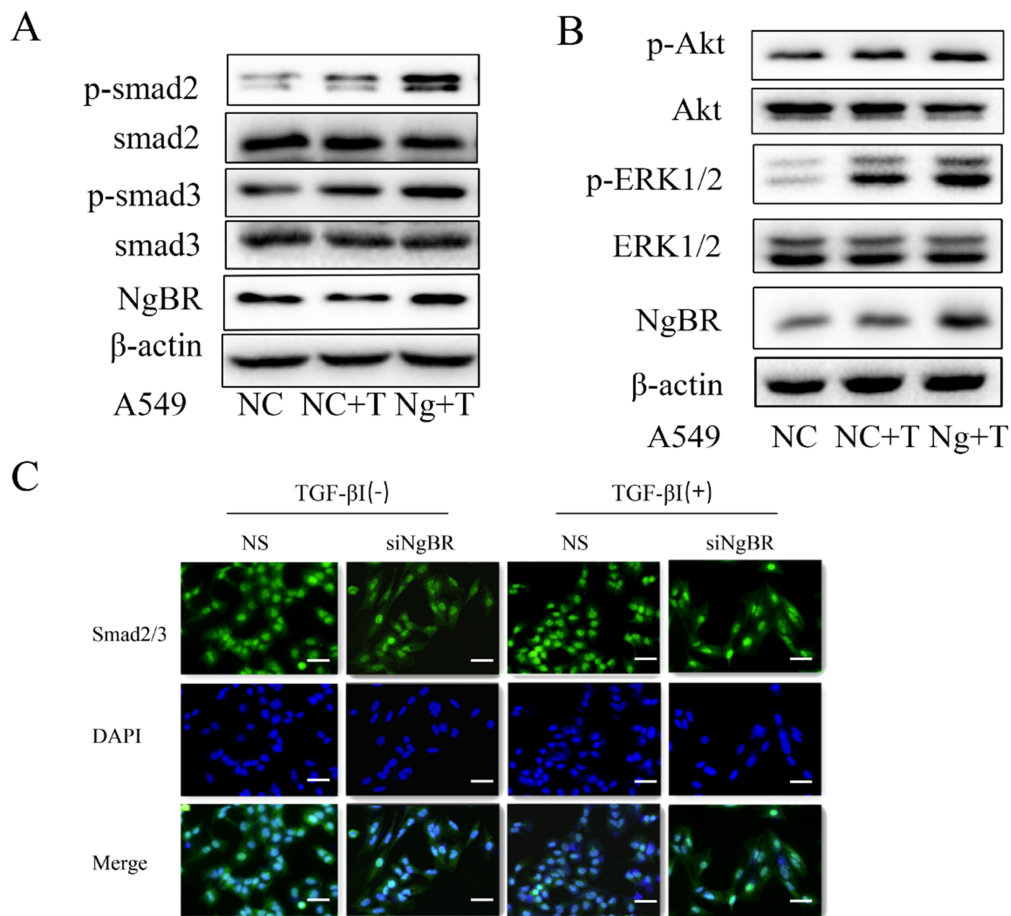 A
p-smad2
smad2
p-smad3
smad3
NgBR
β-actin
A549 NC NC+T Ng+T
B
p-Akt
Akt
p-ERK1/2
ERK1/2
NgBR
β-actin
A549 NC NC+T Ng+T
C
TGF-βI(-) TGF-βI(+)
NS siNgBR NS siNgBR
Smad2/3
DAPI
Merge